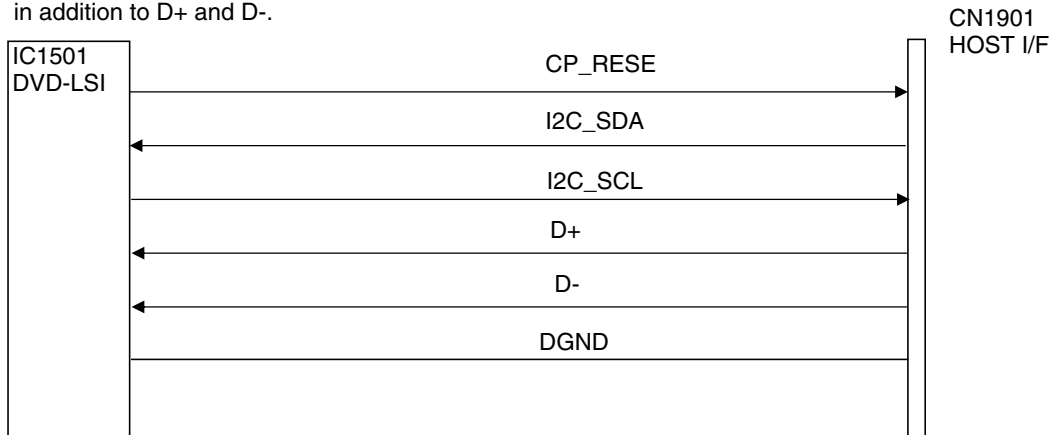 in addition to D+ and D-.
CN1901
HOST I/F
IC1501
DVD-LSI
CP_RESE
I2C_SDA
I2C_SCL
D+
D-
DGND